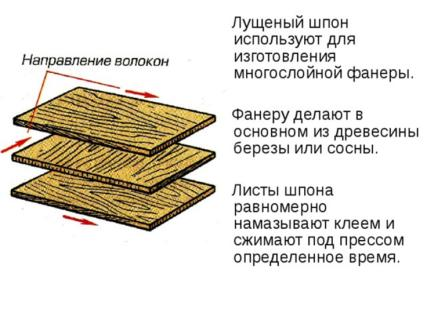 Направление волокон
Лущеный шпон
используют для
изготовления
многослойной фанеры.
Фанеру делают в
основном из древесины
березы или сосны.
Листы шпона
равномерно
намазывают клеем и
сжимают под прессом
определенное время.